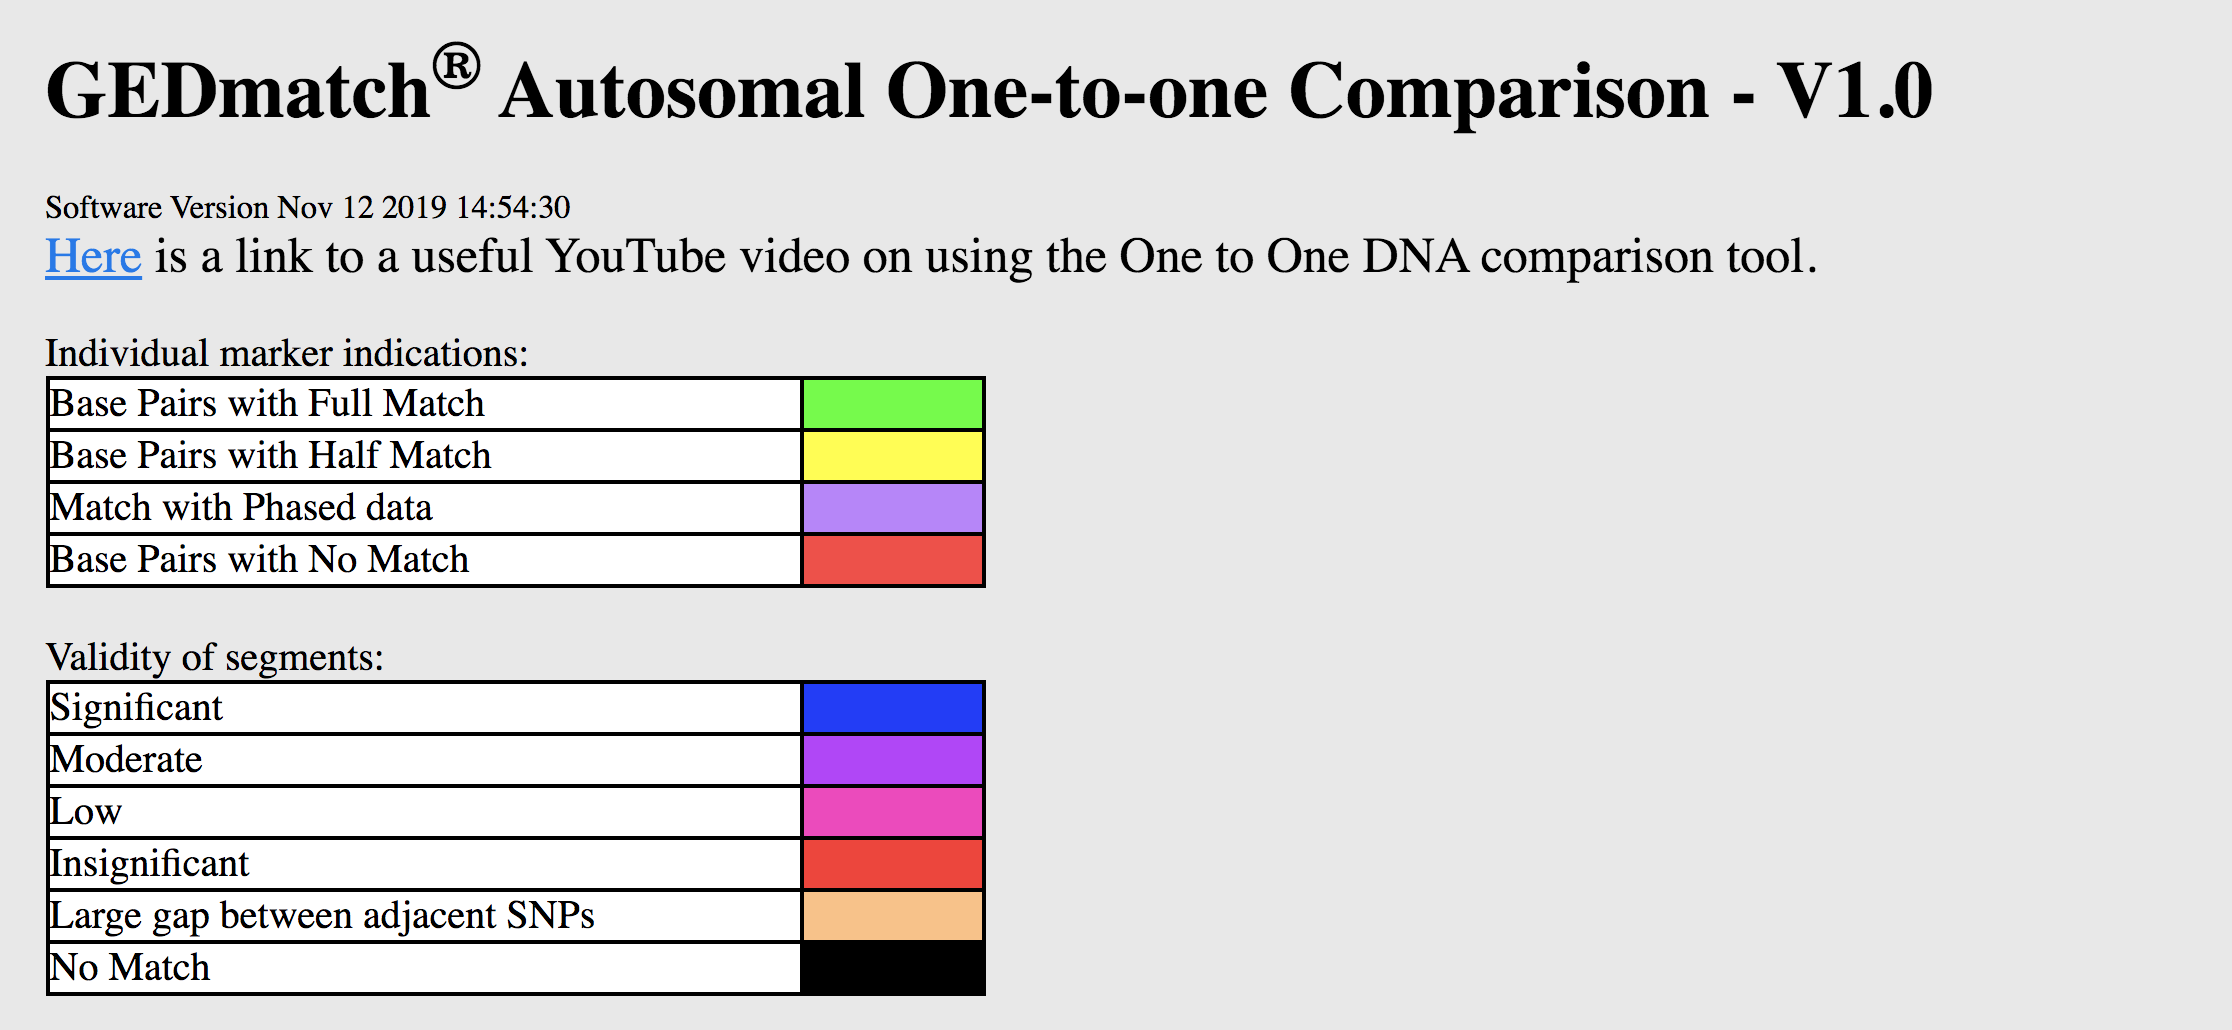 GEDmatch® Autosomal One-to-one Comparison - V1.0
Software Version Nov 12 2019 14:54:30
Here is a link to a useful YouTube video on using the One to One DNA comparison tool.
Individual marker indications:
Base Pairs with Full Match
Base Pairs with Half Match
Match with Phased data
Base Pairs with No Match
Validity of segments:
Significant
Moderate
Low
Insignificant
Large gap between adjacent SNPs
No Match